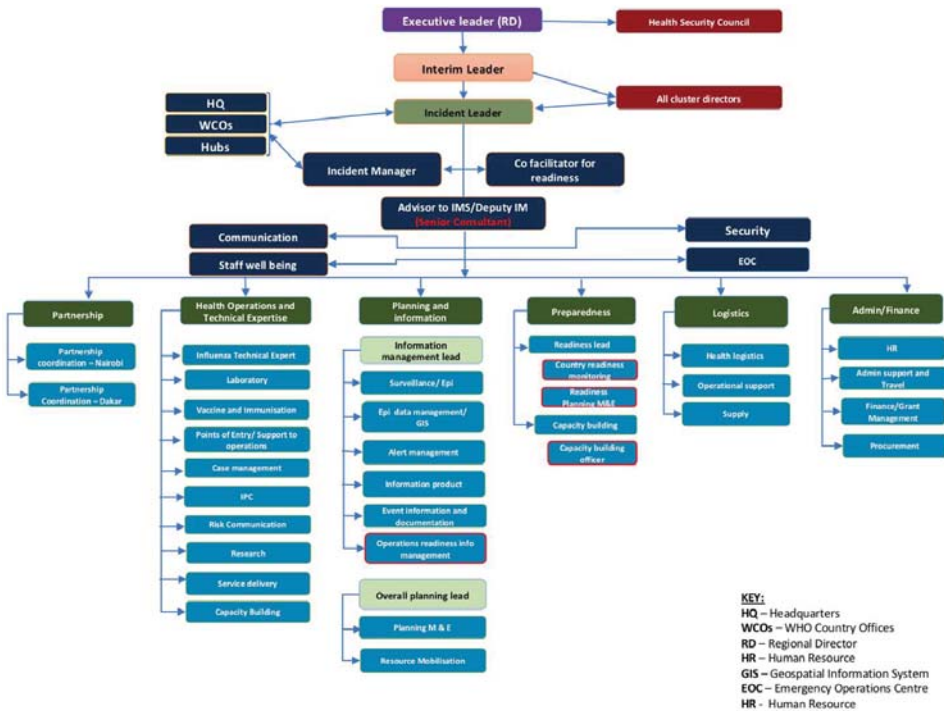 Executive leader (RD)
Health Security Council
Interim Leader
All cluster directors
Incident Leader
HQ
WCOs
Hubs
Incident Manager
Co facilitator for
readiness
Advisor to IMS/Deputy IM
(Senior Consultant)
Communication
Security
Staff well being
EOC
Partnership
Partnership
coordination – Nairobi
Partnership
Coordination – Dakar
Health Operations and
Technical Expertise
Influenza Technical Expert
Laboratory
Vaccine and Immunisation
Points of Entry/ Support to
operations
Case management
IPC
Risk Communication
Research
Service delivery
Capacity Building
Planning and
information
Information
management lead
Surveillance/ Epi
Epi data management/
GIS
Alert management
Information product
Event information and
documentation
Operations readiness info
management
Overall planning lead
Planning M & E
Resource Mobilisation
Preparedness
Readiness lead
Country readiness
monitoring
Readiness
Planning M&E
Capacity building
Capacity building
officer
Logistics
Health logistics
Operational support
Supply
Admin/Finance
HR
Admin support and
Travel
Finance/Grant
Management
Procurement
KEY:
HQ – Headquarters
WCOs – WHO Country Offices
RD – Regional Director
HR – Human Resource
GIS – Geospatial Information System
EOC – Emergency Operations Centre
HR - Human Resource